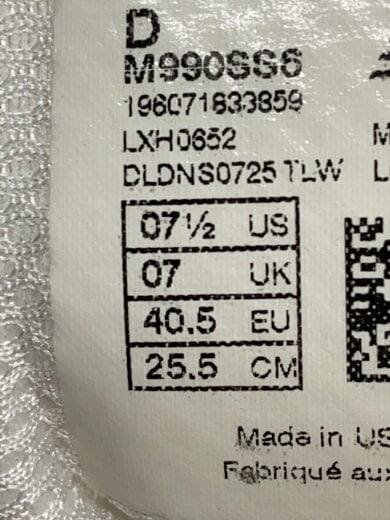 D
M990SS6
196071833859
LXH0652 M
DLDNS0725 TLW L
07½ US
07 UK
40.5 EU
25.5 CM
Made in US
Fabriqué aux